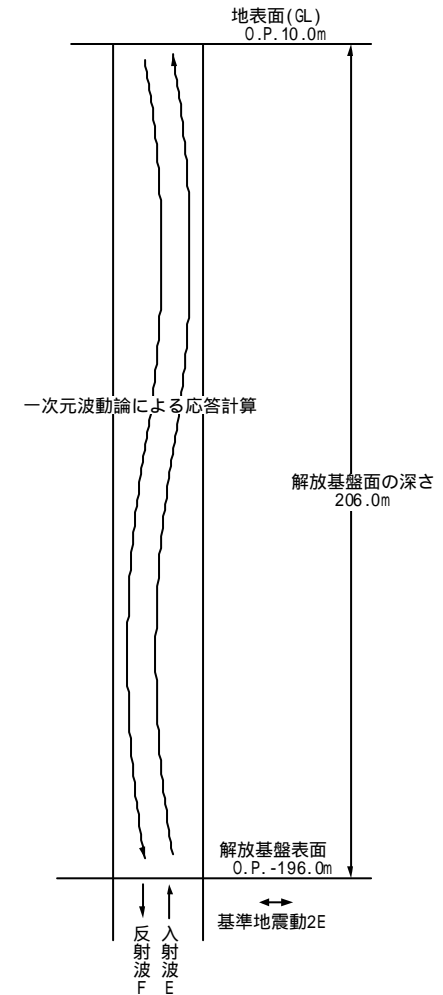 地表面(GL)
O.P.10.0m
一次元波動論による応答計算
解放基盤面の深さ
206.0m
解放基盤表面
O.P.-196.0m
基準地震動2E
反射波F
入射波E